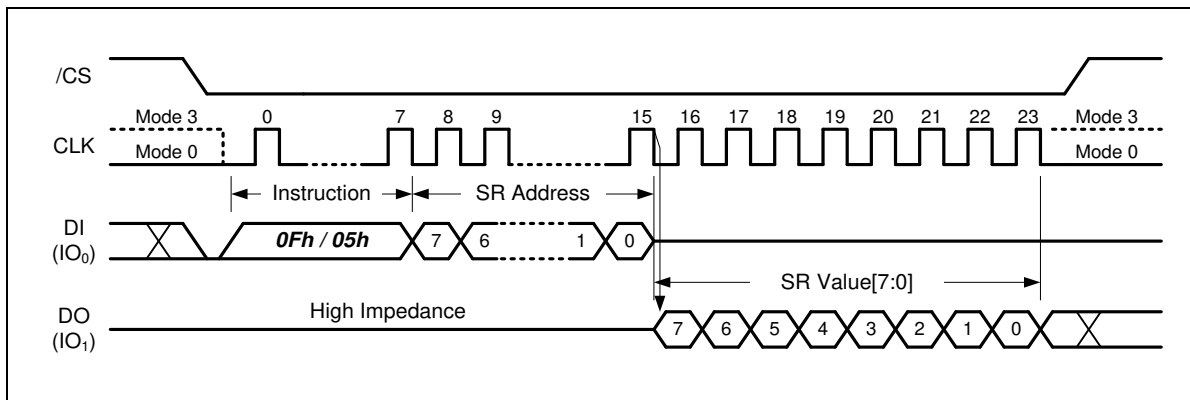 /CS
Mode 3 0 7 8 9 15 16 17 18 19 20 21 22 23 Mode 3
CLK
Mode 0 Mode 0
Instruction SR Address
DI
(IO0)
0Fh / 05h 7 6 1 0
SR Value[7:0]
High Impedance
DO
(IO1)
7 6 5 4 3 2 1 0